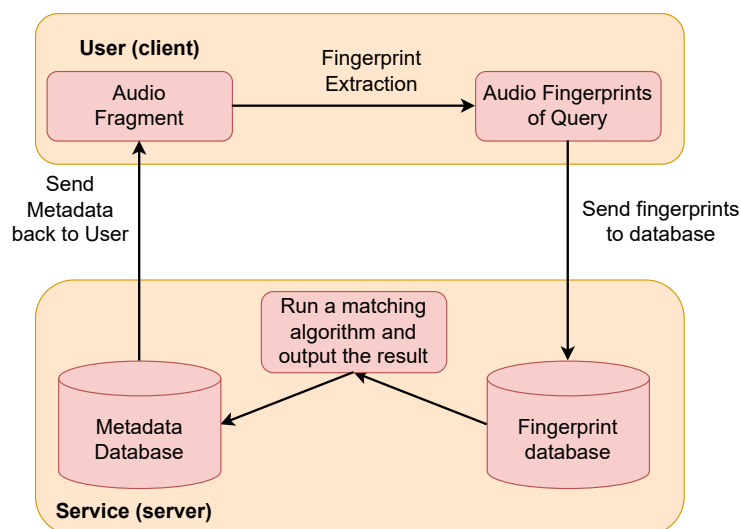 User (client)
Fingerprint
Extraction
Audio
Fragment
Audio Fingerprints
of Query
Send
Metadata
back to User
Send fingerprints
to database
Run a matching
algorithm and
output the result
Metadata
Database
Fingerprint
database
Service (server)